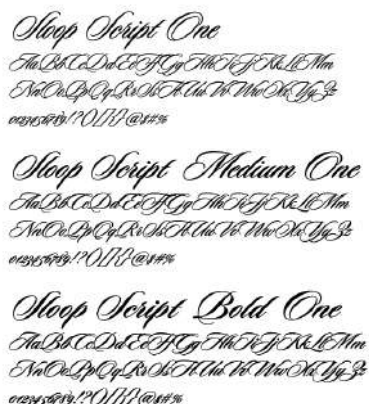 Sloop Script One
AaBbCcDdEeFfGgHhIiJjKkLlMm
NnOoPpQqRrSsTtUuVvWwXxYyZz
0123456789!?()[]{}@$#%
Sloop Script Medium One
AaBbCcDdEeFfGgHhIiJjKkLlMm
NnOoPpQqRrSsTtUuVvWwXxYyZz
0123456789!?()[]{}@$#%
Sloop Script Bold One
AaBbCcDdEeFfGgHhIiJjKkLlMm
NnOoPpQqRrSsTtUuVvWwXxYyZz
0123456789!?()[]{}@$#%